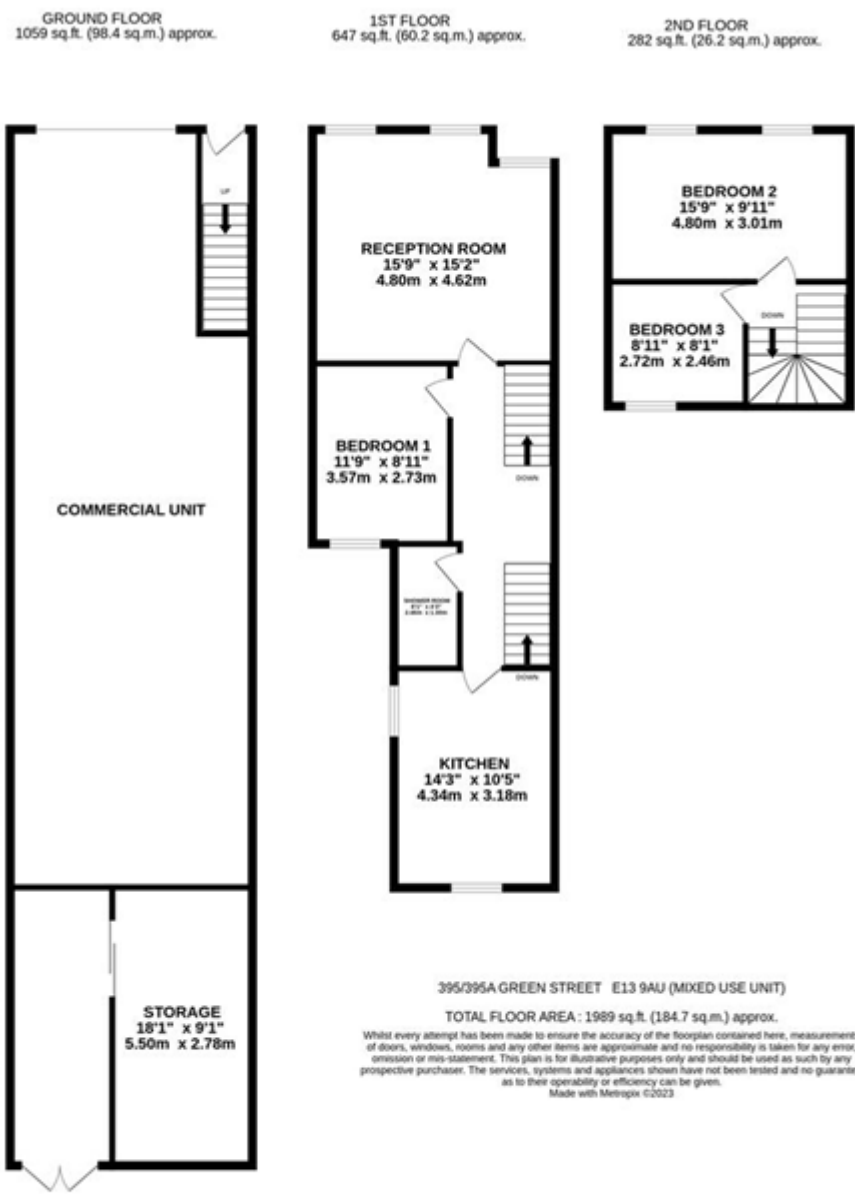 GROUND FLOOR
1059 sq.ft. (98.4 sq.m.) approx.
1ST FLOOR
647 sq.ft. (60.2 sq.m.) approx.
2ND FLOOR
282 sq.ft. (26.2 sq.m.) approx.
UP
COMMERCIAL UNIT
STORAGE
18'1" x 9'1"
5.50m x 2.78m
RECEPTION ROOM
15'9" x 15'2"
4.80m x 4.62m
BEDROOM 1
11'9" x 8'11"
3.57m x 2.73m
DOWN
SHOWER ROOM
DOWN
KITCHEN
14'3" x 10'5"
4.34m x 3.18m
BEDROOM 2
15'9" x 9'11"
4.80m x 3.01m
BEDROOM 3
8'11" x 8'1"
2.72m x 2.46m
DOWN
395/395A GREEN STREET E13 9AU (MIXED USE UNIT)
TOTAL FLOOR AREA : 1989 sq.ft. (184.7 sq.m.) approx.
Whilst every attempt has been made to ensure the accuracy of the floorplan contained here, measurement
of doors, windows, rooms and any other items are approximate and no responsibility is taken for any error,
omission or mis-statement. This plan is for illustrative purposes only and should be used as such by any
prospective purchaser. The services, systems and appliances shown have not been tested and no guarante
as to their operability or efficiency can be given.
Made with Metropix ©2023